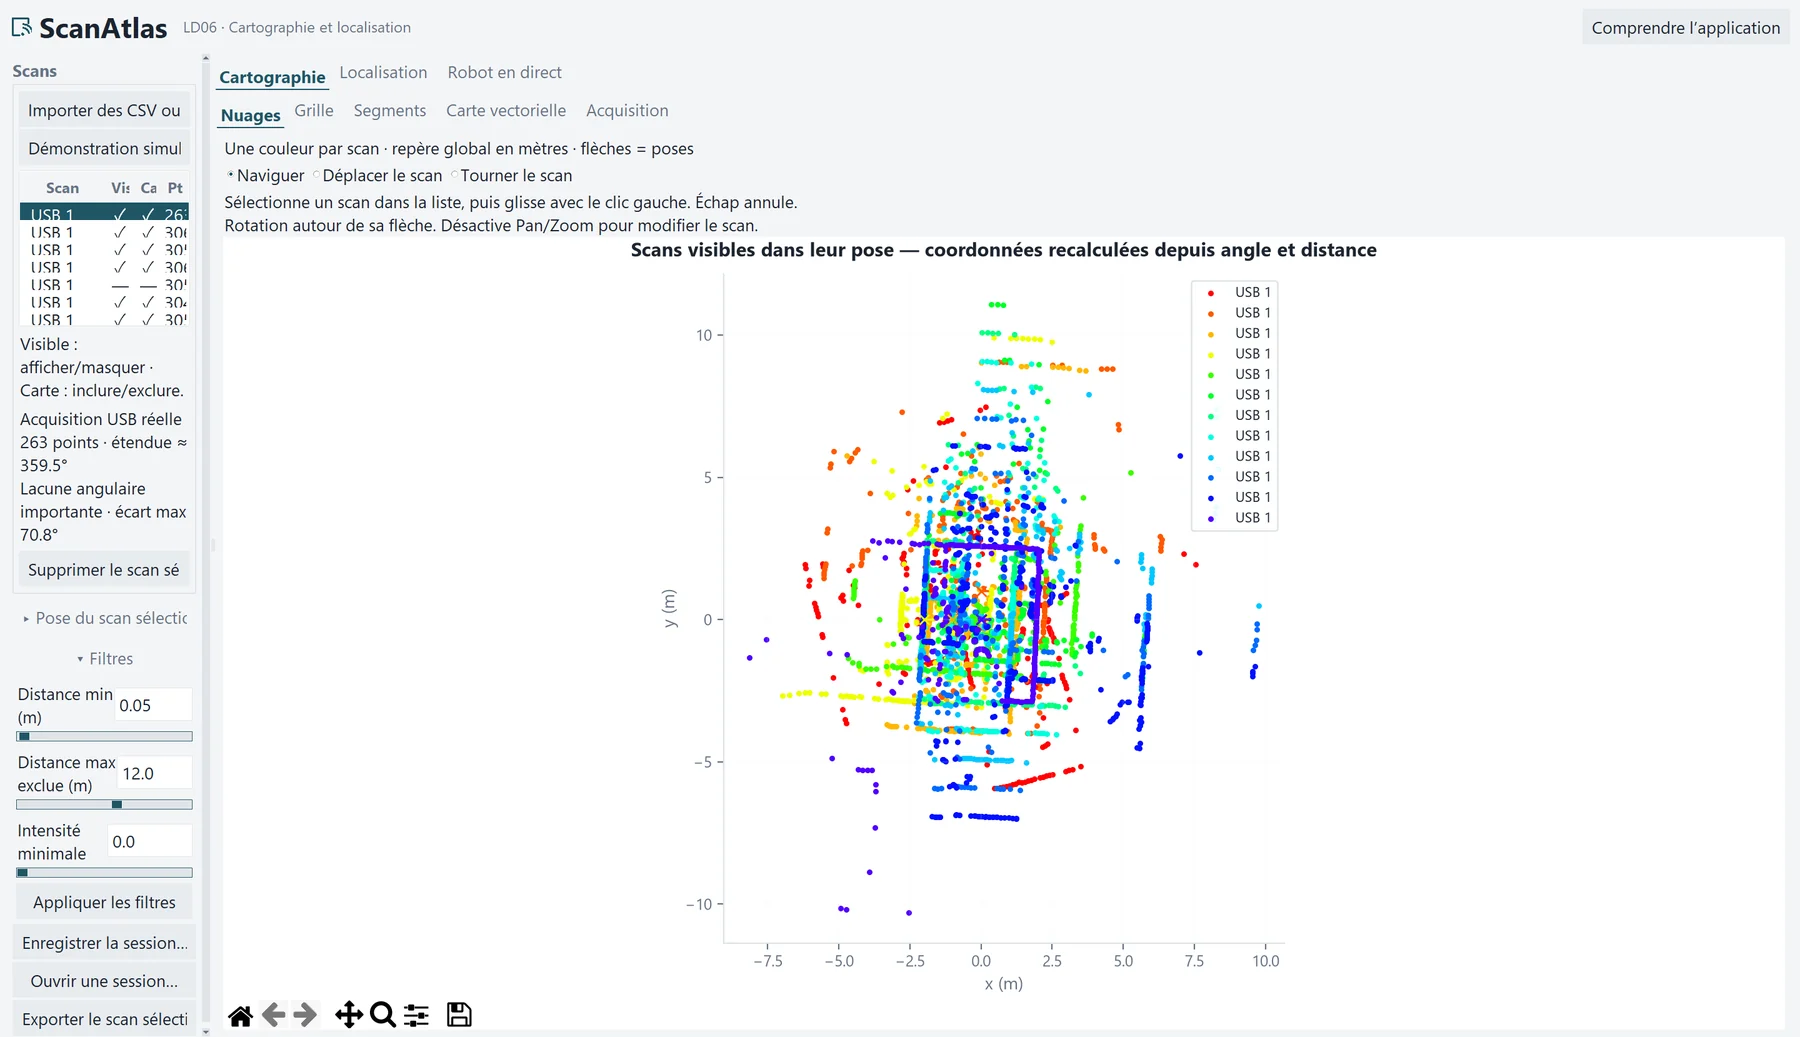 ScanAtlas
LD06 · Cartographie et localisation
Comprendre l’application
Scans
Importer des CSV ou
Démonstration simul
Scan Vis Ca Pt
USB 1 ✓ ✓ 263
USB 1 ✓ ✓ 306
USB 1 ✓ ✓ 305
USB 1 ✓ ✓ 306
USB 1 — — 305
USB 1 ✓ ✓ 304
USB 1 ✓ ✓ 305
Visible :
afficher/masquer ·
Carte : inclure/exclure.
Acquisition USB réelle
263 points · étendue ≈
359.5°
Lacune angulaire
importante · écart max
70.8°
Supprimer le scan sé
▸ Pose du scan sélectic
▾ Filtres
Distance min
(m)
0.05
Distance max
exclue (m)
12.0
Intensité
minimale
0.0
Appliquer les filtres
Enregistrer la session...
Ouvrir une session...
Exporter le scan sélecti
Cartographie Localisation Robot en direct
Nuages Grille Segments Carte vectorielle Acquisition
Une couleur par scan · repère global en mètres · flèches = poses
Naviguer Déplacer le scan Tourner le scan
Sélectionne un scan dans la liste, puis glisse avec le clic gauche. Échap annule.
Rotation autour de sa flèche. Désactive Pan/Zoom pour modifier le scan.
Scans visibles dans leur pose — coordonnées recalculées depuis angle et distance
USB 1
USB 1
USB 1
USB 1
USB 1
USB 1
USB 1
USB 1
USB 1
USB 1
USB 1
USB 1
10
5
0
−5
−10
y (m)
−7.5 −5.0 −2.5 0.0 2.5 5.0 7.5 10.0
x (m)